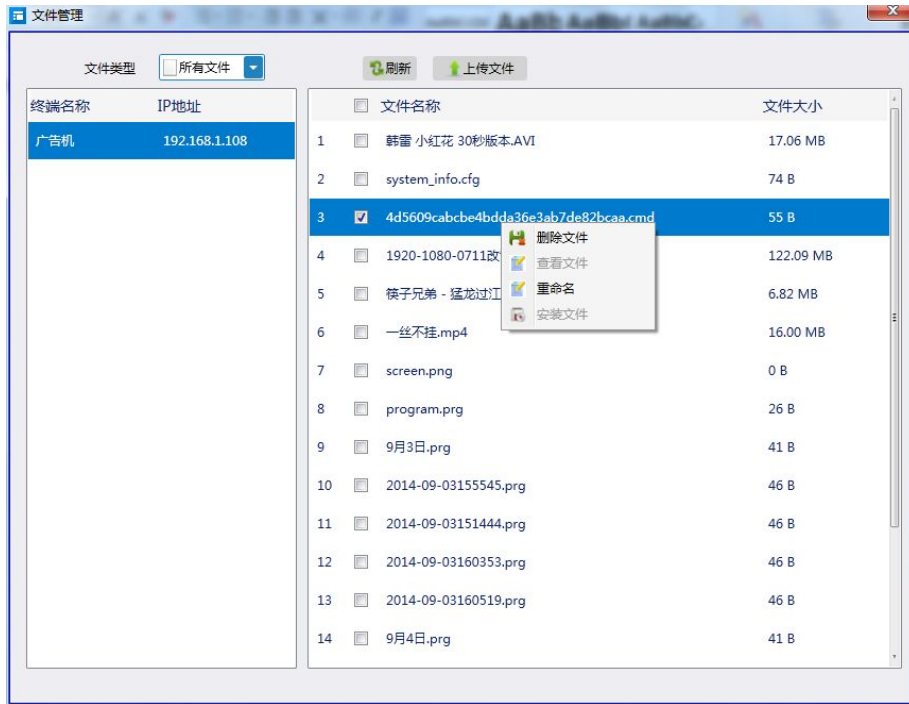 文件管理
文件类型 所有文件 刷新 上传文件
终端名称 IP地址
广告机 192.168.1.108
文件名称 文件大小
1 韩雷 小红花 30秒版本.AVI 17.06 MB
2 system_info.cfg 74 B
3 4d5609cabcbe4bdda36e3ab7de82bcaa.cmd 55 B
4 1920-1080-0711改 122.09 MB
5 筷子兄弟 - 猛龙过江 6.82 MB
6 一丝不挂.mp4 16.00 MB
7 screen.png 0 B
8 program.prg 26 B
9 9月3日.prg 41 B
10 2014-09-03155545.prg 46 B
11 2014-09-03151444.prg 46 B
12 2014-09-03160353.prg 46 B
13 2014-09-03160519.prg 46 B
14 9月4日.prg 41 B
删除文件
查看文件
重命名
安装文件